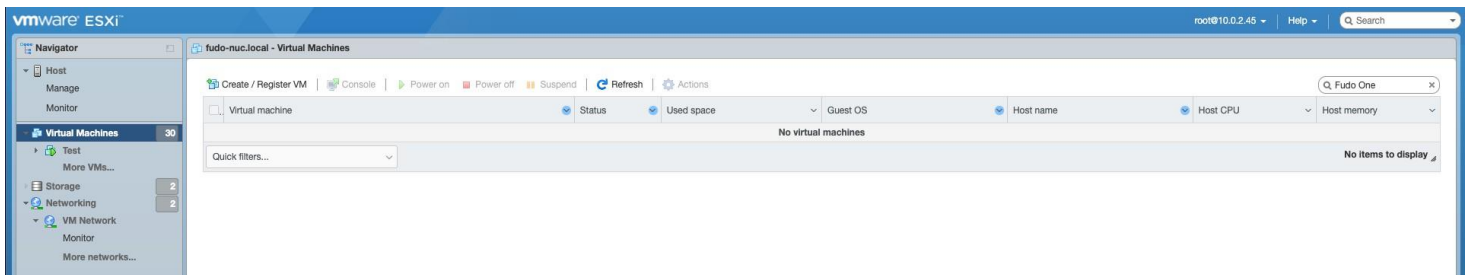 vmware ESXi™
root@10.0.2.45
Help
Search
Navigator
fudo-nuc.local - Virtual Machines
Host
Manage
Monitor
Virtual Machines 30
Test
More VMs...
Storage 2
Networking 2
VM Network
Monitor
More networks...
Create / Register VM Console Power on Power off Suspend Refresh Actions
Fudo One
Virtual machine Status Used space Guest OS Host name Host CPU Host memory
No virtual machines
Quick filters...
No items to display